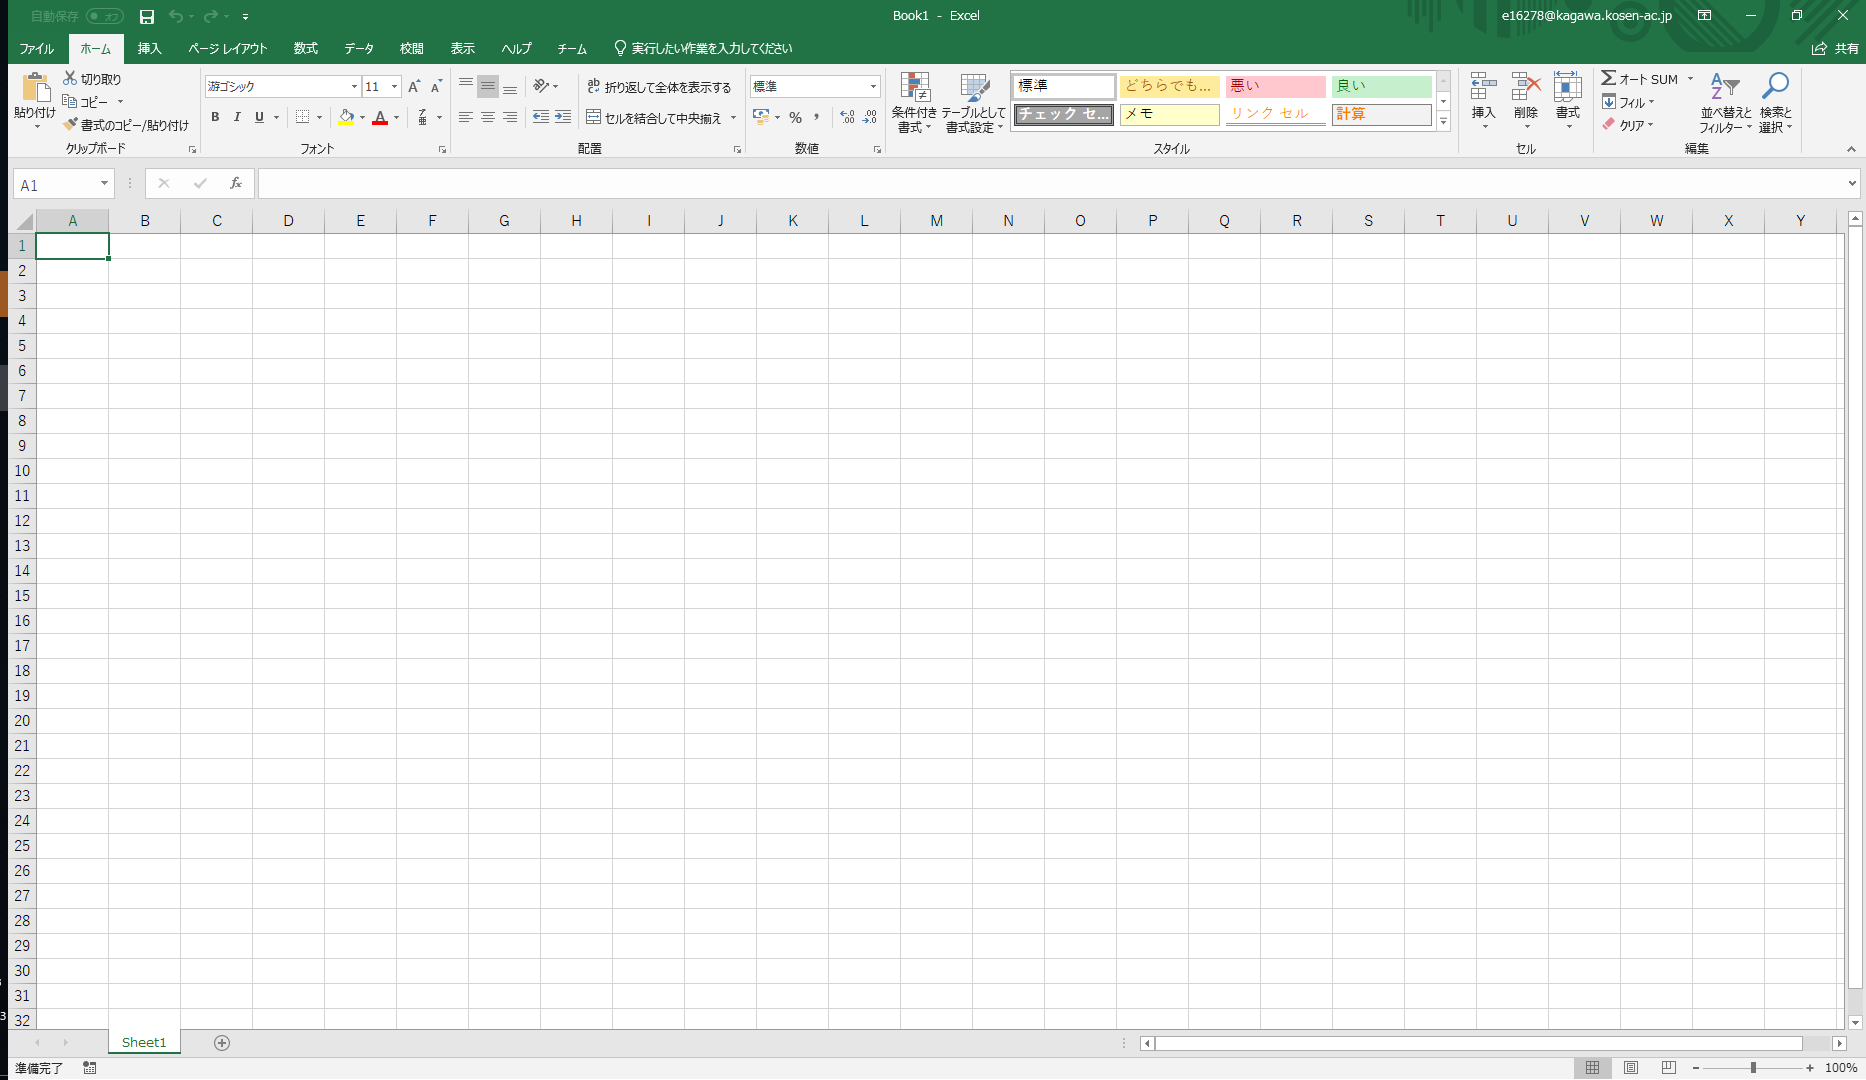 自動保存 オフ Book1 - Excel e16278@kagawa.kosen-ac.jp
ファイル ホーム 挿入 ページ レイアウト 数式 データ 校閲 表示 ヘルプ チーム 実行したい作業を入力してください 共有
貼り付け 切り取り
コピー
書式のコピー/貼り付け
クリップボード
游ゴシック 11 A A
B I U A
フォント
折り返して全体を表示する
セルを結合して中央揃え
配置
標準
% ,
数値
条件付き書式
テーブルとして書式設定
標準 どちらでも... 悪い 良い
チェック セ... メモ リンク セル 計算
スタイル
挿入 削除 書式
セル
オート SUM
フィル
クリア
並べ替えとフィルター
検索と選択
編集
A1 fx
A B C D E F G H I J K L M N O P Q R S T U V W X Y
1
2
3
4
5
6
7
8
9
10
11
12
13
14
15
16
17
18
19
20
21
22
23
24
25
26
27
28
29
30
31
32
Sheet1
準備完了 100%